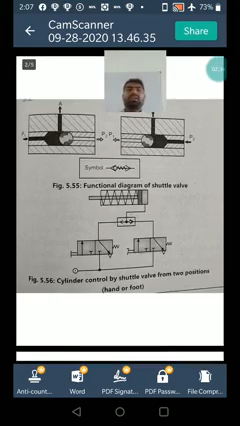 2:07
73%
CamScanner
09-28-2020 13.46.35
Share
2/5
A
P₂
P₂
Symbol
Fig. 5.55: Functional diagram of shuttle valve
Fig. 5.56: Cylinder control by shuttle valve from two positions
(hand or foot)
Anti-count...
Word
PDF Signat...
PDF Passw...
File Compr...